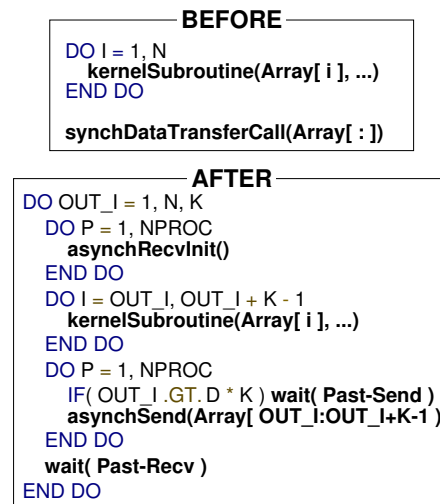 BEFORE
DO I = 1, N
kernelSubroutine(Array[ i ], ...)
END DO
synchDataTransferCall(Array[ : ])
AFTER
DO OUT_I = 1, N, K
DO P = 1, NPROC
asynchRecvInit()
END DO
DO I = OUT_I, OUT_I + K - 1
kernelSubroutine(Array[ i ], ...)
END DO
DO P = 1, NPROC
IF( OUT_I .GT. D * K ) wait( Past-Send )
asynchSend(Array[ OUT_I:OUT_I+K-1 )
END DO
wait( Past-Recv )
END DO